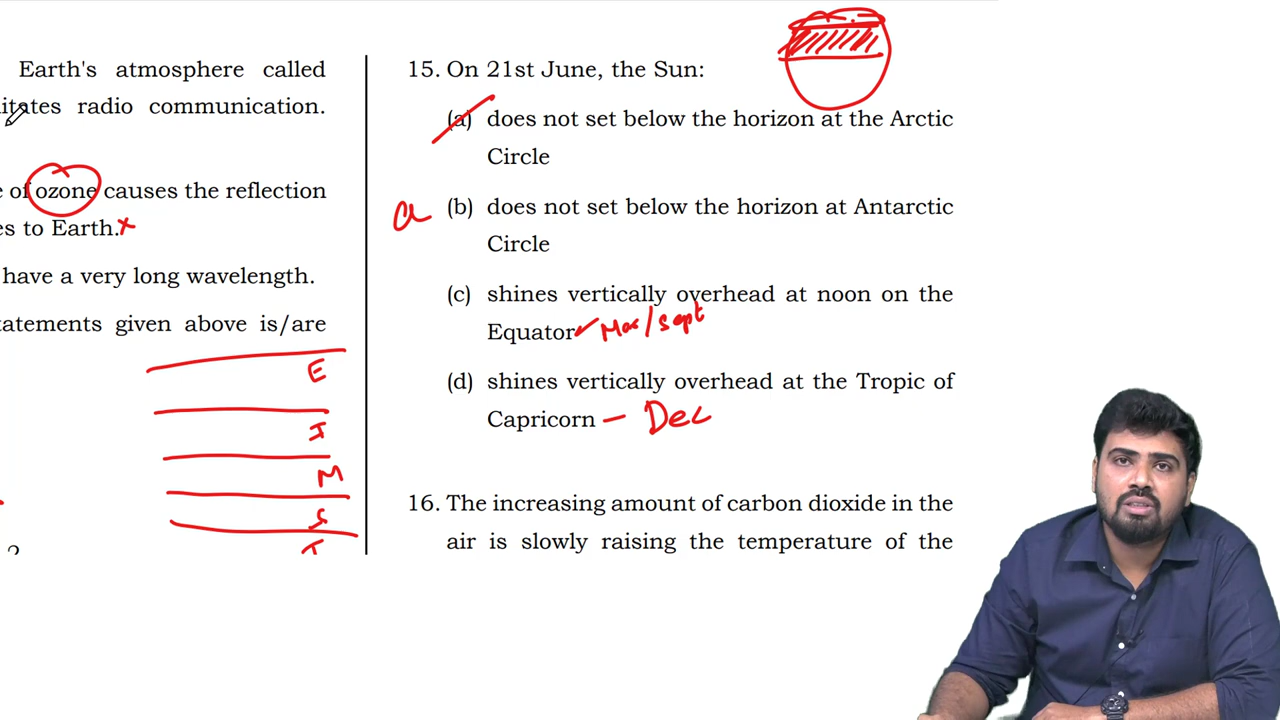 Earth's atmosphere called
itates radio communication.
e of ozone causes the reflection
es to Earth. x
have a very long wavelength.
tatements given above is/are
E
I
M
S
T
2
15. On 21st June, the Sun:
(a) does not set below the horizon at the Arctic
Circle
a (b) does not set below the horizon at Antarctic
Circle
(c) shines vertically overhead at noon on the
Equator ✓ Mar/Sept
(d) shines vertically overhead at the Tropic of
Capricorn – Dec
16. The increasing amount of carbon dioxide in the
air is slowly raising the temperature of the